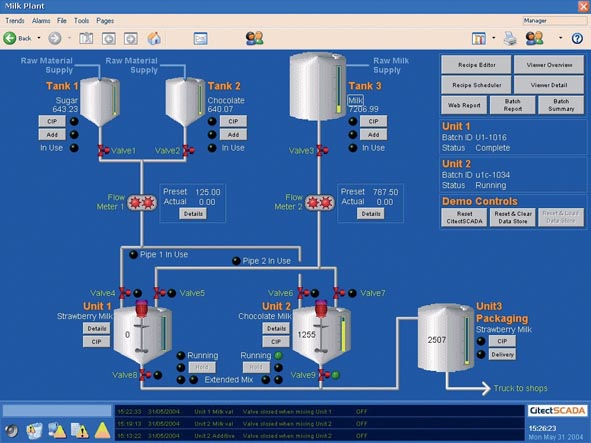 Milk Plant
Trends Alarms File Tools Pages
Manager
Back
Raw Material Supply
Raw Material Supply
Raw Milk Supply
Tank 1
Sugar
643.23
CIP
Add
In Use
Tank 2
Chocolate
640.07
CIP
Add
In Use
Tank 3
Milk
7206.99
CIP
Add
In Use
Recipe Editor
Viewer Overview
Recipe Scheduler
Viewer Detail
Web Report
Batch Report
Batch Summary
Unit 1
Batch ID U1-1016
Status Complete
Unit 2
Batch ID u1c-1034
Status Running
Demo Controls
Reset CitectSCADA
Reset & Clear Data Store
Reset & Load Data Store
Valve1
Valve2
Valve3
Flow Meter 1
Preset 125.00
Actual 0.00
Details
Flow Meter 2
Preset 787.50
Actual 0.00
Details
Pipe 1 In Use
Pipe 2 In Use
Valve4
Valve5
Valve6
Valve7
Unit 1
Strawberry Milk
Details
CIP
0
Running
Hold
Extended Mix
Valve8
Unit 2
Chocolate Milk
Details
CIP
1255
Running
Hold
Valve9
Unit3
Packaging
Strawberry Milk
CIP
Delivery
2507
Truck to shops
15:22:33 31/05/2004 Unit 1 Milk val Valve closed when mixing Unit 1 OFF
15:19:13 31/05/2004 Unit 2 Milk val Valve closed when mixing Unit 2 OFF
15:13:22 31/05/2004 Unit 2 Additive Valve closed when mixing Unit 2 OFF
CitectSCADA
15:26:23
Mon May 31 2004